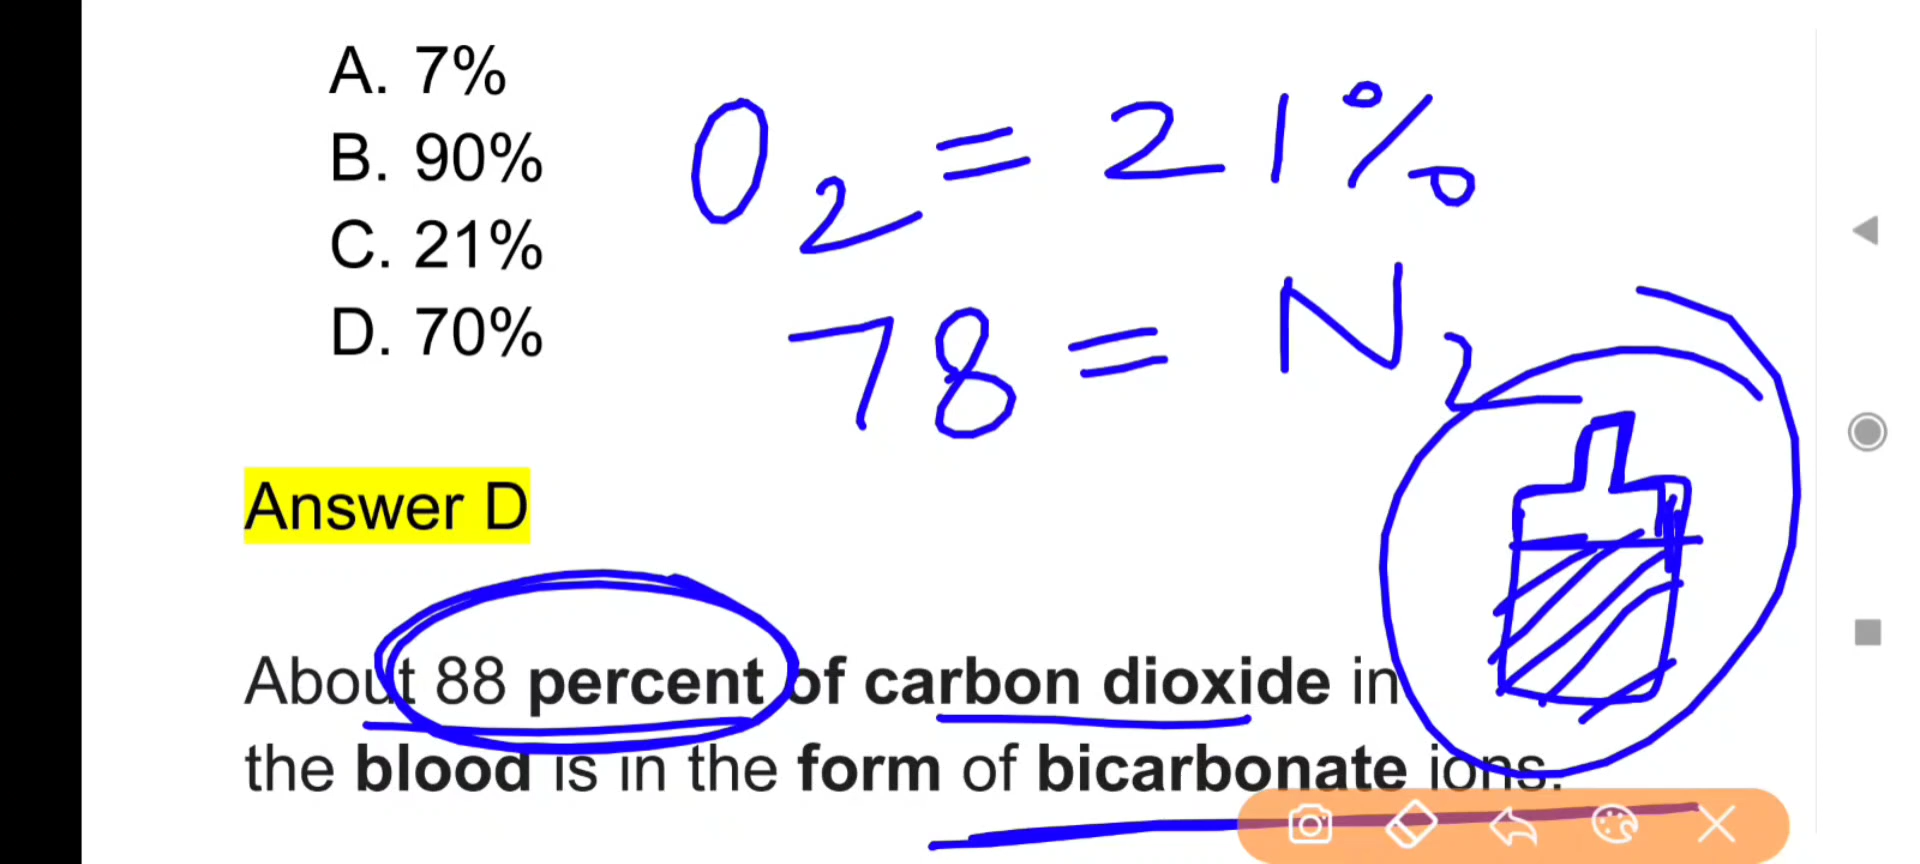 A. 7%
B. 90%
C. 21%
D. 70%
O2 = 21%
78 = N2
Answer D
About 88 percent of carbon dioxide in
the blood is in the form of bicarbonate ions.